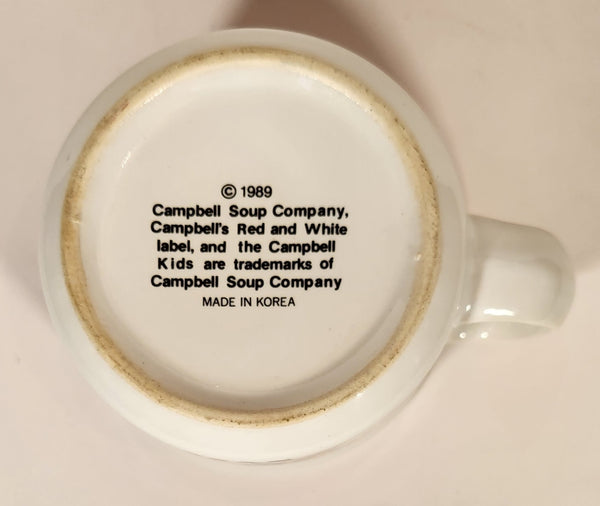 © 1989
Campbell Soup Company,
Campbell's Red and White
label, and the Campbell
Kids are trademarks of
Campbell Soup Company
MADE IN KOREA